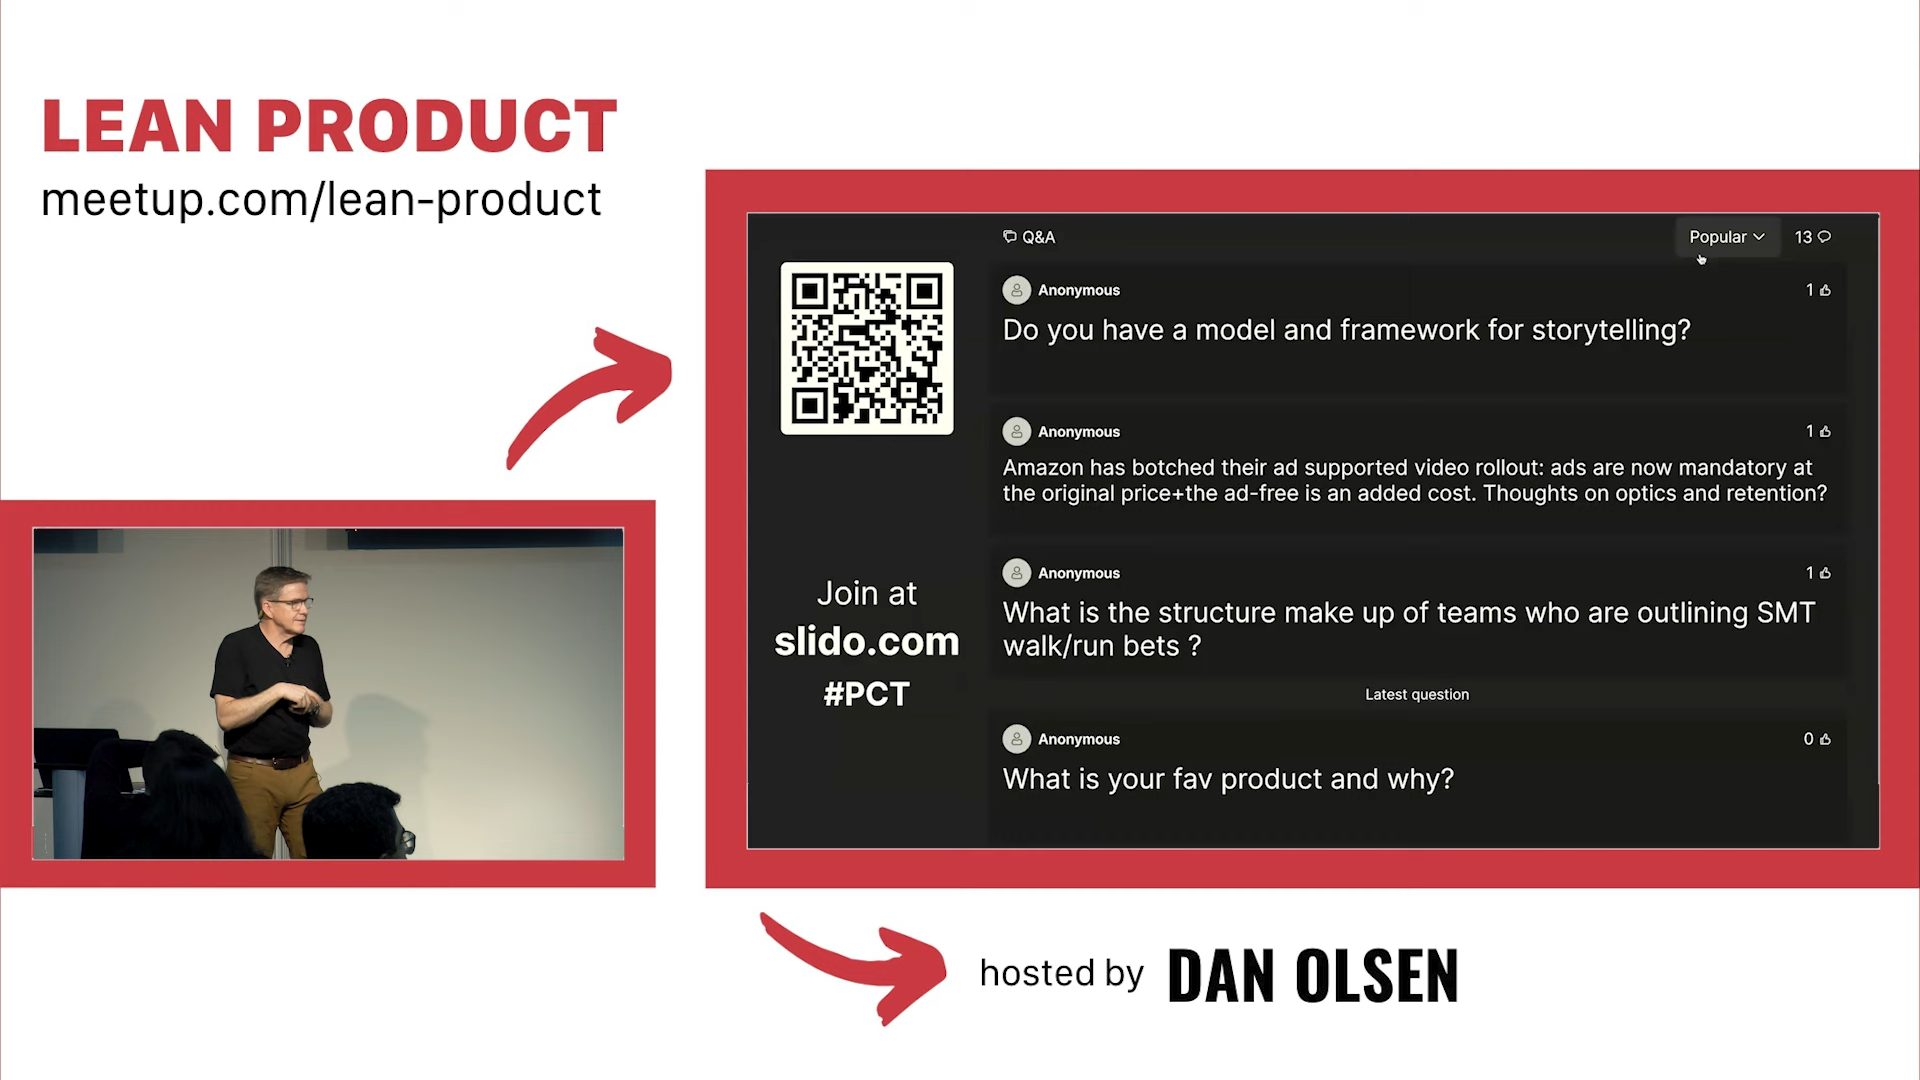 LEAN PRODUCT
meetup.com/lean-product
Q&A
Popular
13
Anonymous
1
Do you have a model and framework for storytelling?
Anonymous
1
Amazon has botched their ad supported video rollout: ads are now mandatory at
the original price+the ad-free is an added cost. Thoughts on optics and retention?
Anonymous
1
What is the structure make up of teams who are outlining SMT
walk/run bets ?
Latest question
Anonymous
0
What is your fav product and why?
Join at
slido.com
#PCT
hosted by DAN OLSEN